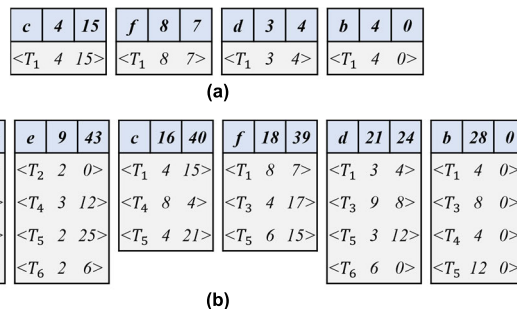 c 4 15 f 8 7 d 3 4 b 4 0
<T₁ 4 15> <T₁ 8 7> <T₁ 3 4> <T₁ 4 0>
(a)
e 9 43 c 16 40 f 18 39 d 21 24 b 28 0
<T₂ 2 0> <T₁ 4 15> <T₁ 8 7> <T₁ 3 4> <T₁ 4 0>
> <T₄ 3 12> <T₄ 8 4> <T₃ 4 17> <T₃ 9 8> <T₃ 8 0>
> <T₅ 2 25> <T₅ 4 21> <T₅ 6 15> <T₅ 3 12> <T₄ 4 0>
<T₆ 2 6> <T₆ 6 0> <T₅ 12 0>
(b)